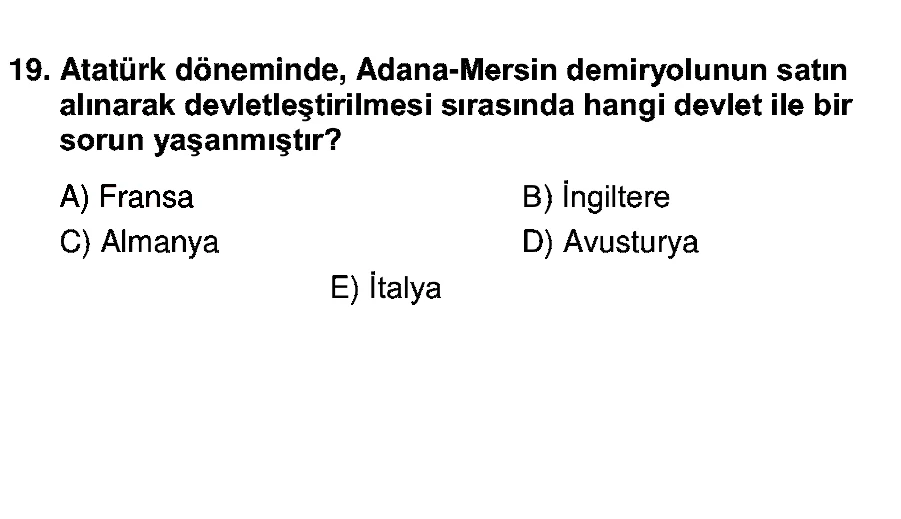 19. Atatürk döneminde, Adana-Mersin demiryolunun satın
alınarak devletleştirilmesi sırasında hangi devlet ile bir
sorun yaşanmıştır?
A) Fransa B) İngiltere
C) Almanya D) Avusturya
E) İtalya